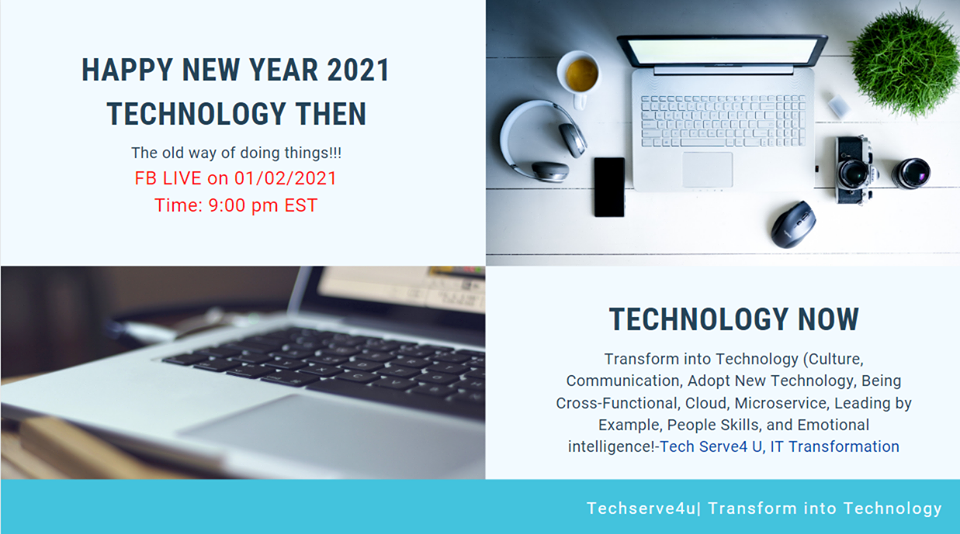 HAPPY NEW YEAR 2021
TECHNOLOGY THEN
The old way of doing things!!!
FB LIVE on 01/02/2021
Time: 9:00 pm EST
TECHNOLOGY NOW
Transform into Technology (Culture,
Communication, Adopt New Technology, Being
Cross-Functional, Cloud, Microservice, Leading by
Example, People Skills, and Emotional
intelligence!-Tech Serve4 U, IT Transformation
Techserve4u| Transform into Technology